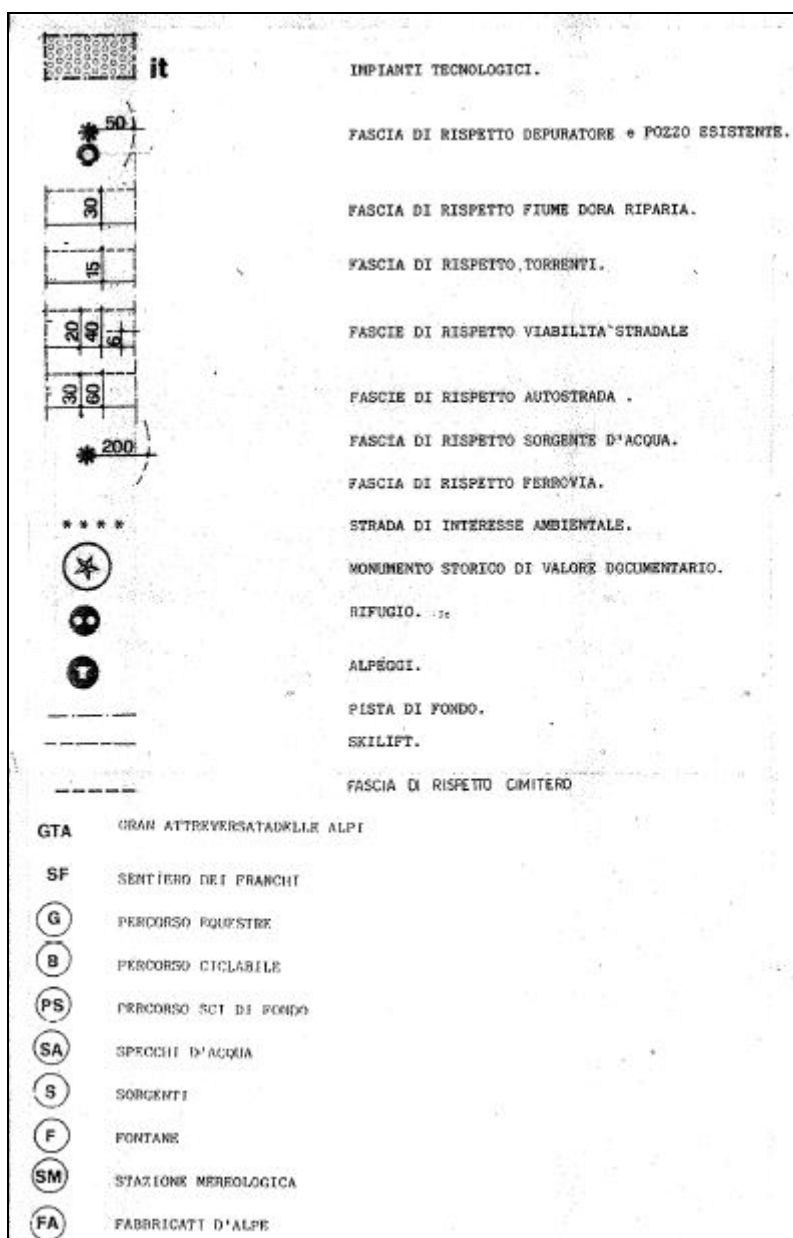 it IMPIANTI TECNOLOGICI.
50 FASCIA DI RISPETTO DEPURATORE e POZZO ESISTENTE.
30 FASCIA DI RISPETTO FIUME DORA RIPARIA.
15 FASCIA DI RISPETTO TORRENTI.
20 40 6 FASCIE DI RISPETTO VIABILITA` STRADALE
30 60 FASCIE DI RISPETTO AUTOSTRADA .
200 FASCIA DI RISPETTO SORGENTE D'ACQUA.
FASCIA DI RISPETTO FERROVIA.
STRADA DI INTERESSE AMBIENTALE.
MONUMENTO STORICO DI VALORE DOCUMENTARIO.
RIFUGIO.
ALPEGGI.
PISTA DI FONDO.
SKILIFT.
FASCIA DI RISPETTO CIMITERO
GTA GRAN ATTREVERSATADELLE ALPI
SF SENTIERO DEI FRANCHI
G PERCORSO EQUESTRE
B PERCORSO CICLABILE
PS PERCORSO SCI DI FONDO
SA SPECCHI D'ACQUA
S SORGENTI
F FONTANE
SM STAZIONE MEREOLOGICA
FA FABBRICATI D'ALPE